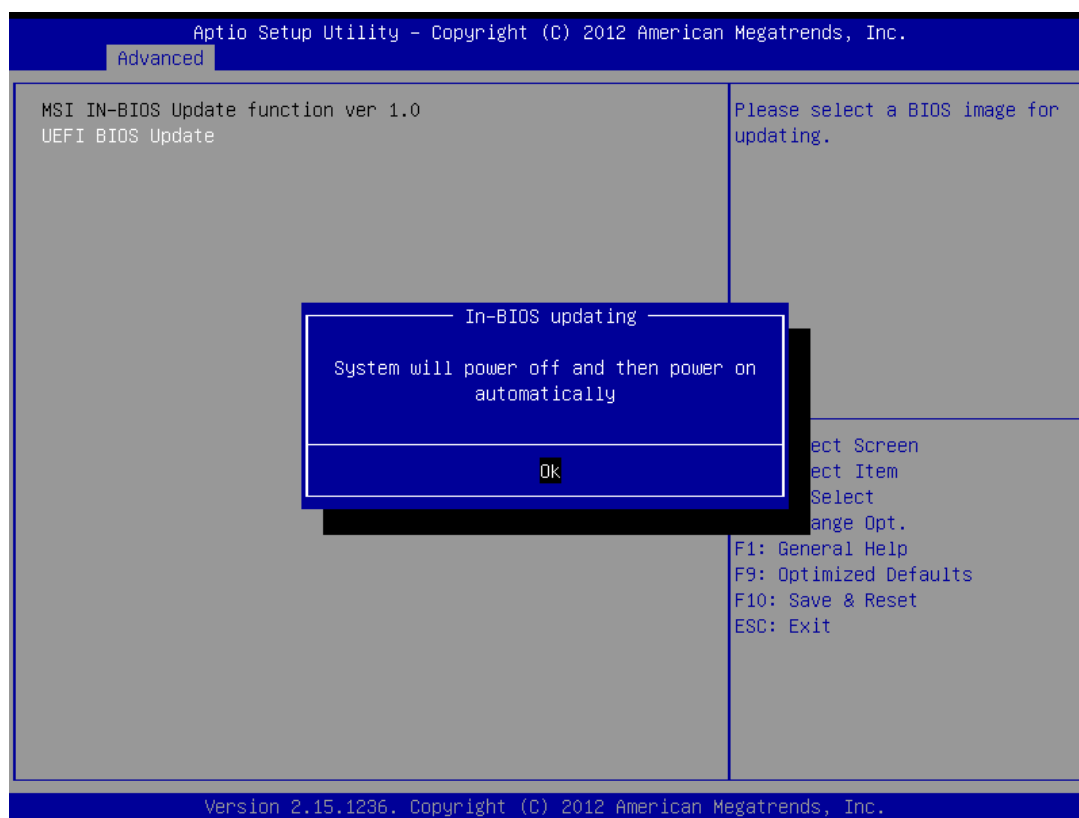 Aptio Setup Utility – Copyright (C) 2012 American Megatrends, Inc.
Advanced
MSI IN-BIOS Update function ver 1.0
UEFI BIOS Update
Please select a BIOS image for
updating.
In-BIOS updating
System will power off and then power on
automatically
Ok
ect Screen
ect Item
Select
ange Opt.
F1: General Help
F9: Optimized Defaults
F10: Save & Reset
ESC: Exit
Version 2.15.1236. Copyright (C) 2012 American Megatrends, Inc.